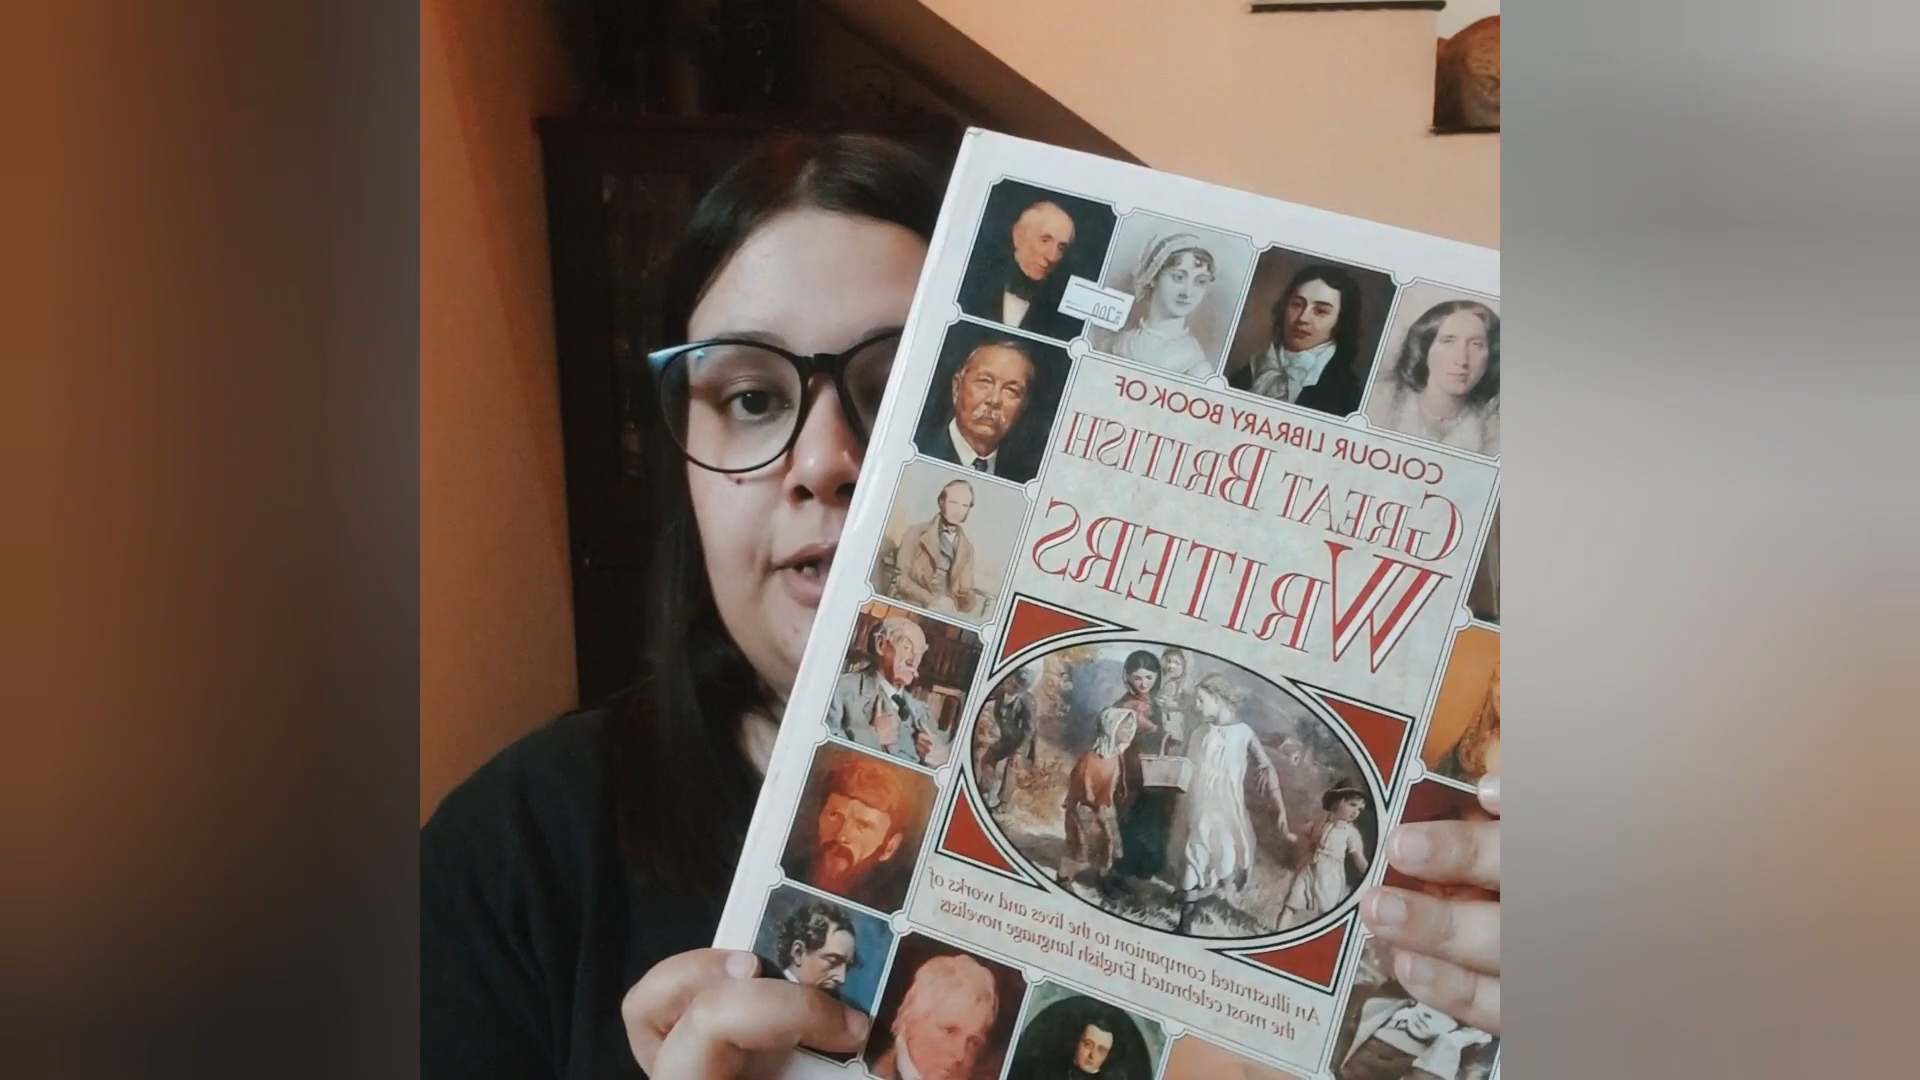 COLOUR LIBRARY BOOK OF
GREAT BRITISH
WRITERS
An illustrated companion to the lives and works of
the most celebrated English language novelists